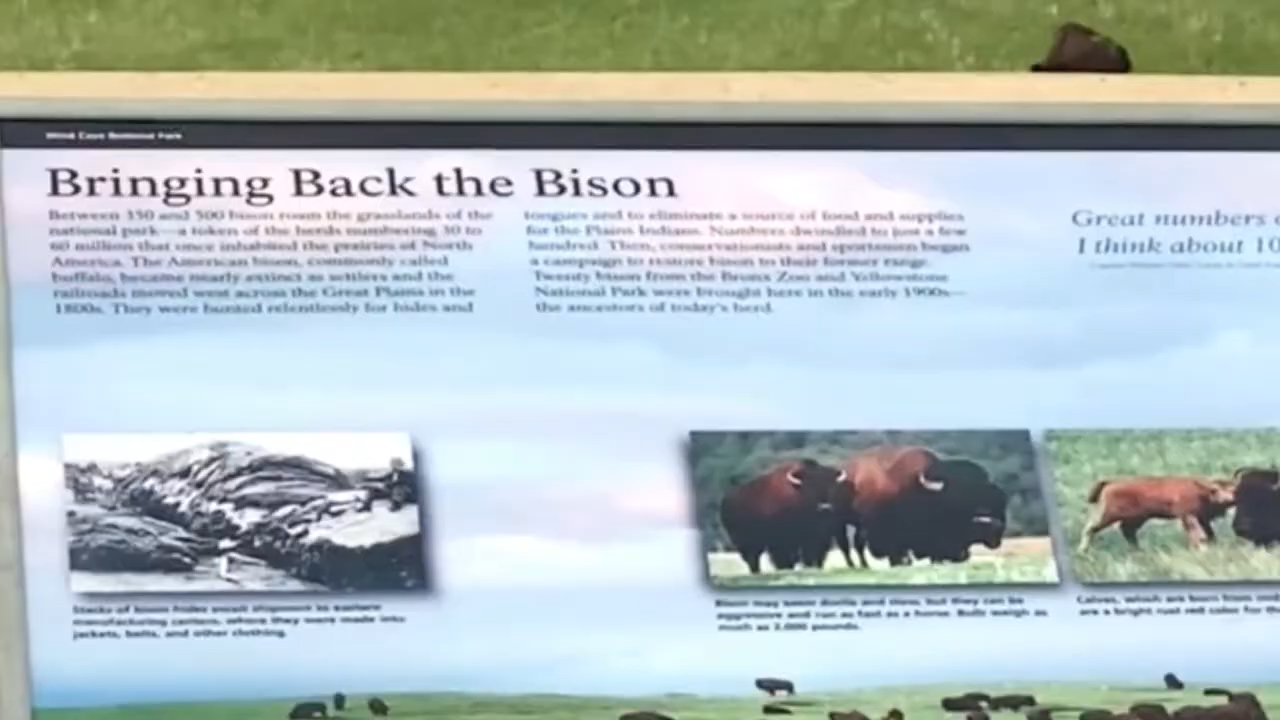 Wind Cave National Park
Bringing Back the Bison
Between 350 and 500 bison roam the grasslands of the
national park—a token of the herds numbering 30 to
60 million that once inhabited the prairies of North
America. The American bison, commonly called
buffalo, became nearly extinct as settlers and the
railroads moved west across the Great Plains in the
1800s. They were hunted relentlessly for hides and
tongues and to eliminate a source of food and supplies
for the Plains Indians. Numbers dwindled to just a few
hundred. Then, conservationists and sportsmen began
a campaign to restore bison to their former range.
Twenty bison from the Bronx Zoo and Yellowstone
National Park were brought here in the early 1900s—
the ancestors of today's herd.
Great numbers
I think about 10
Stacks of bison hides await shipment to eastern
manufacturing centers, where they were made into
jackets, belts, and other clothing.
Bison may seem docile and slow, but they can be
aggressive and run as fast as a horse. Bulls weigh as
much as 2,000 pounds.
Calves, which are born from
are a bright rust red color for